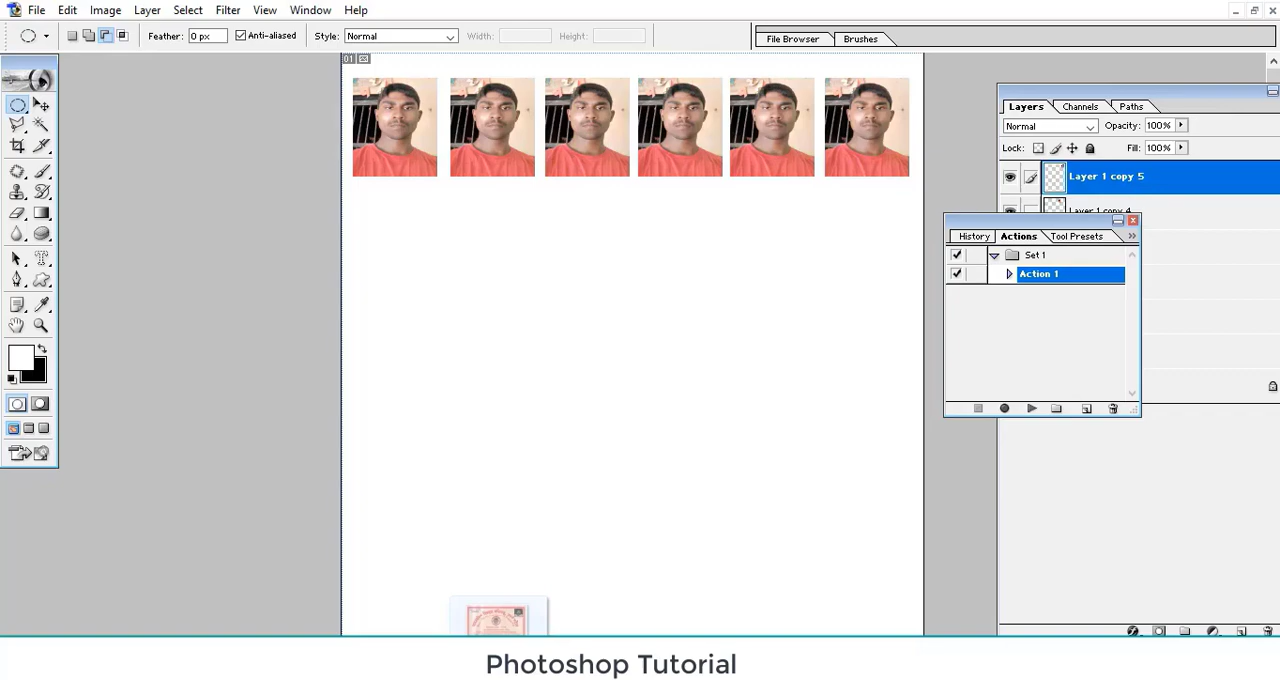 File Edit Image Layer Select Filter View Window Help
Feather: 0 px Anti-aliased Style: Normal Width: Height: File Browser Brushes
01
Layers Channels Paths
Normal Opacity: 100%
Lock: Fill: 100%
Layer 1 copy 5
Layer 1 copy 4
History Actions Tool Presets
Set 1
Action 1
Photoshop Tutorial